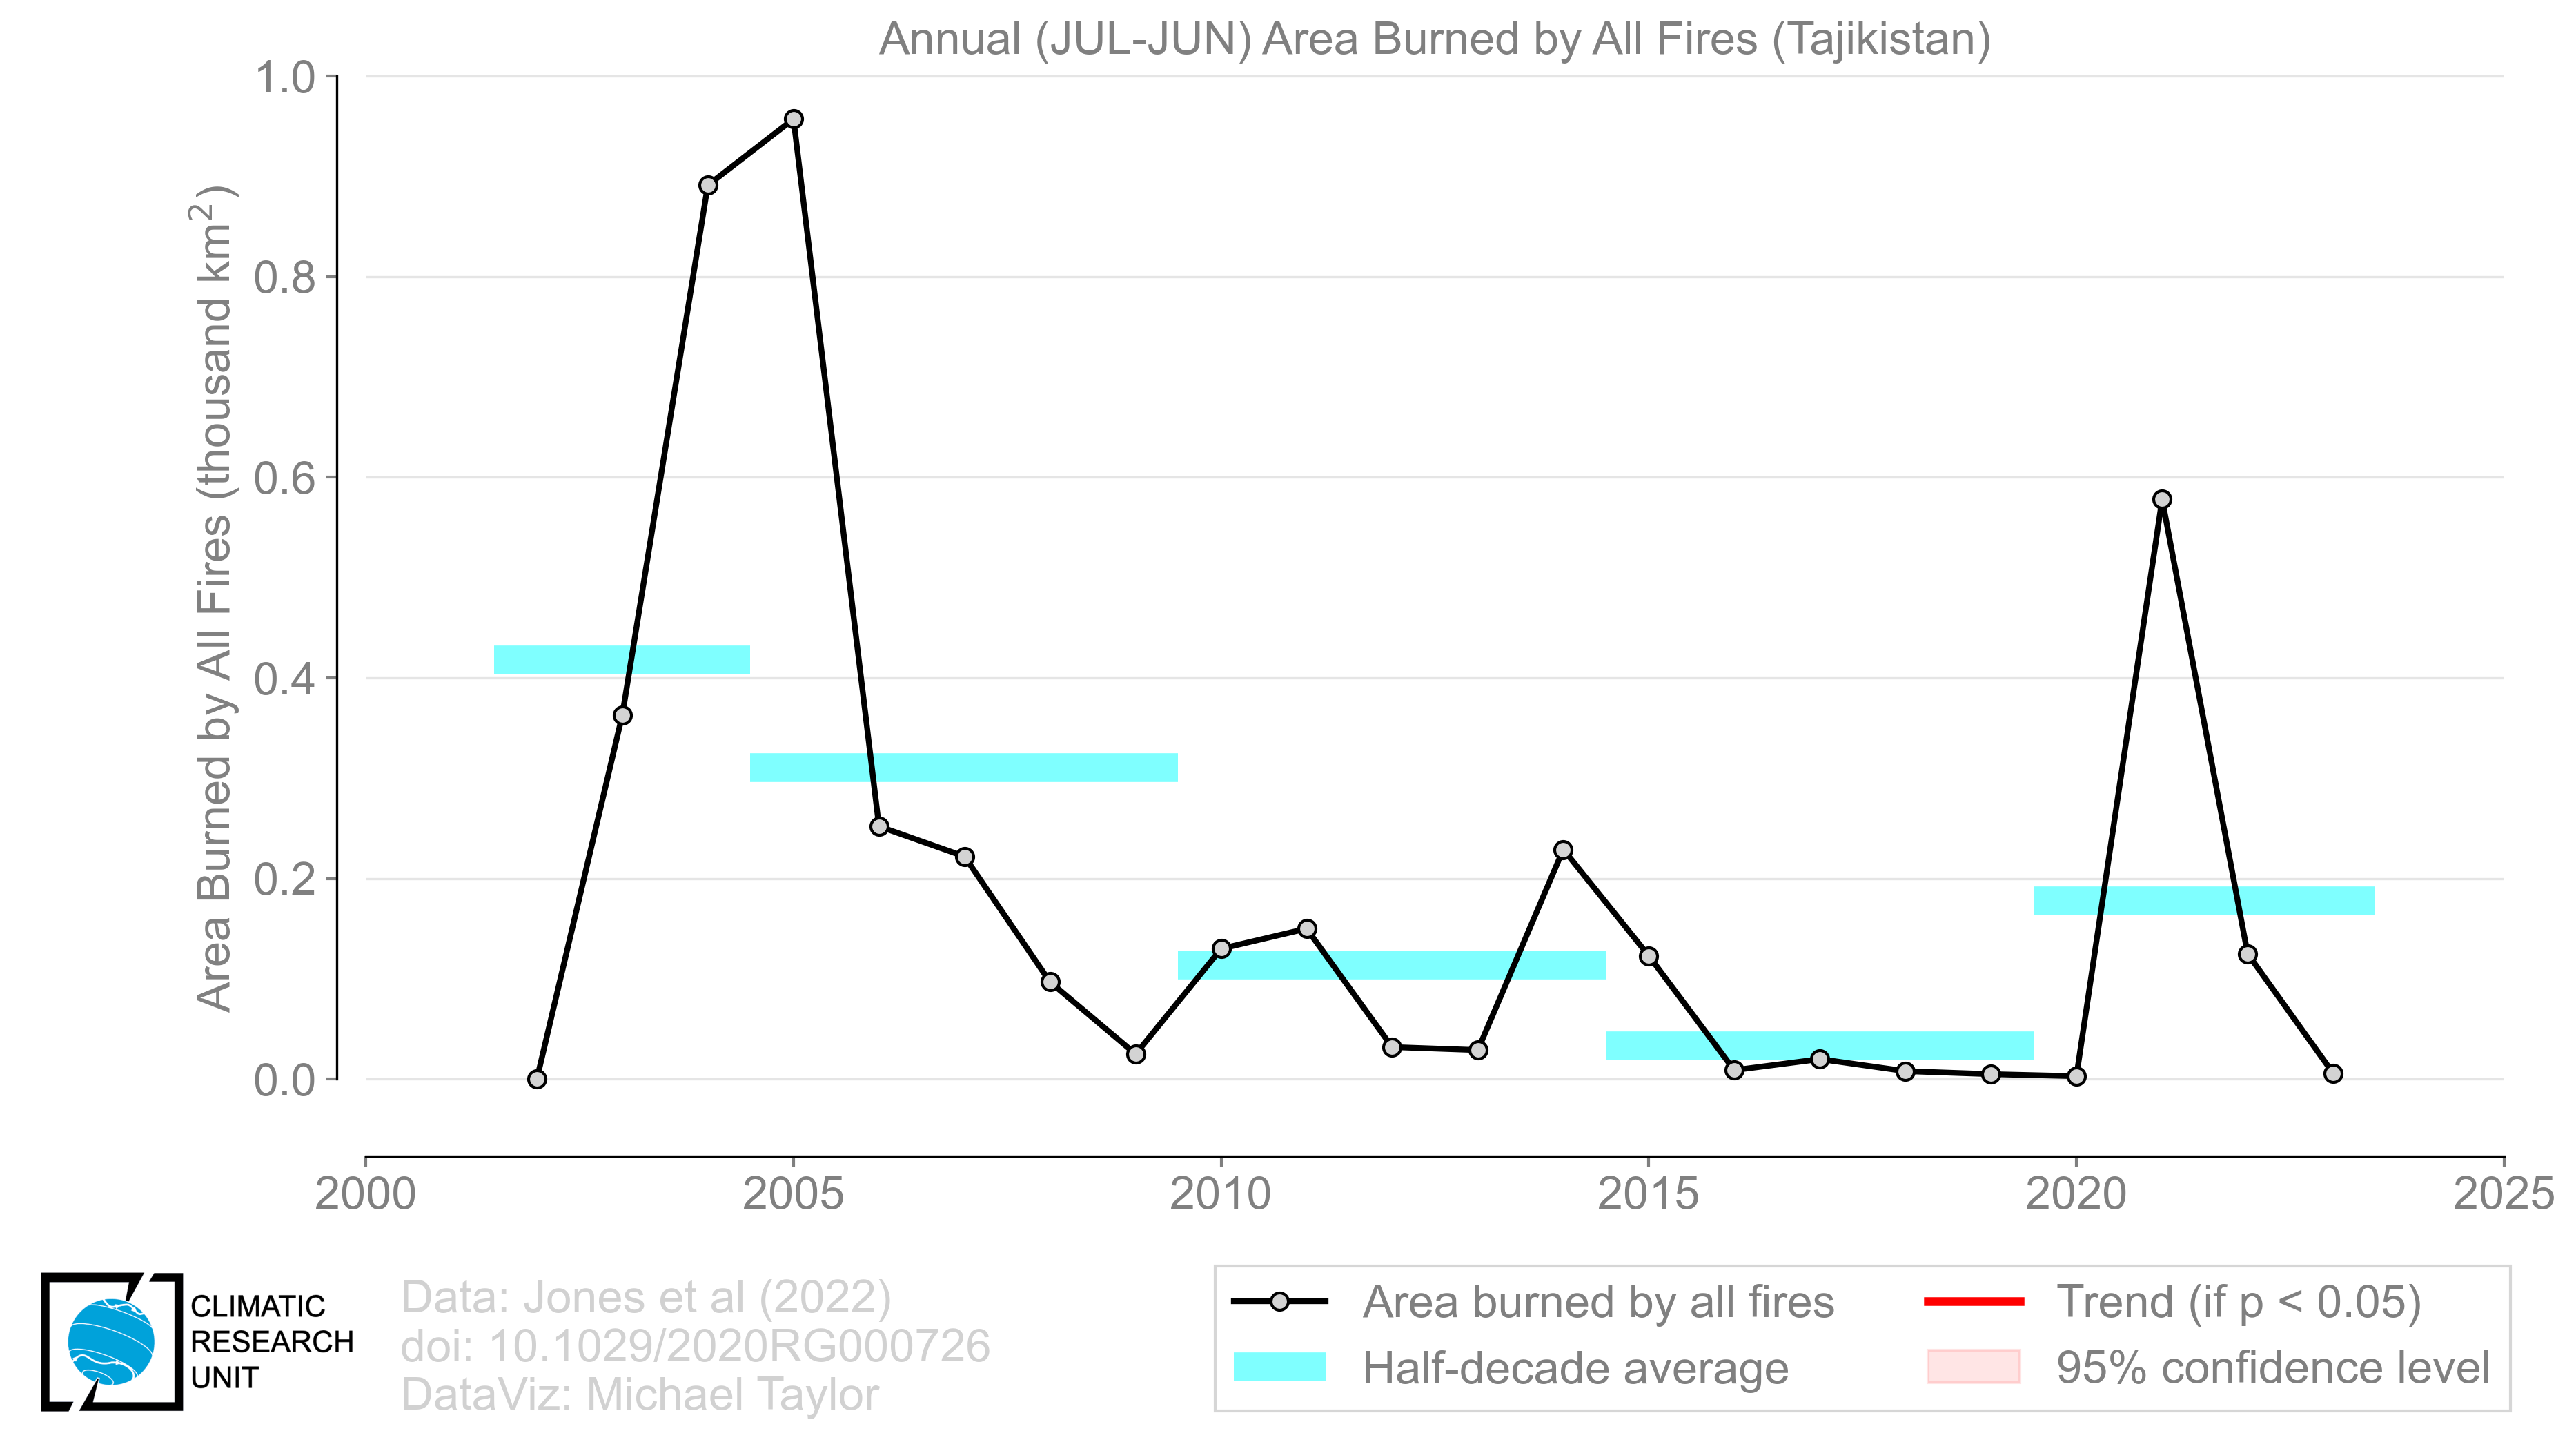 Annual (JUL-JUN) Area Burned by All Fires (Tajikistan)
Area Burned by All Fires (thousand km²)
1.0
0.8
0.6
0.4
0.2
0.0
2000 2005 2010 2015 2020 2025
CLIMATIC
RESEARCH
UNIT
Data: Jones et al (2022)
doi: 10.1029/2020RG000726
DataViz: Michael Taylor
Area burned by all fires
Half-decade average
Trend (if p < 0.05)
95% confidence level